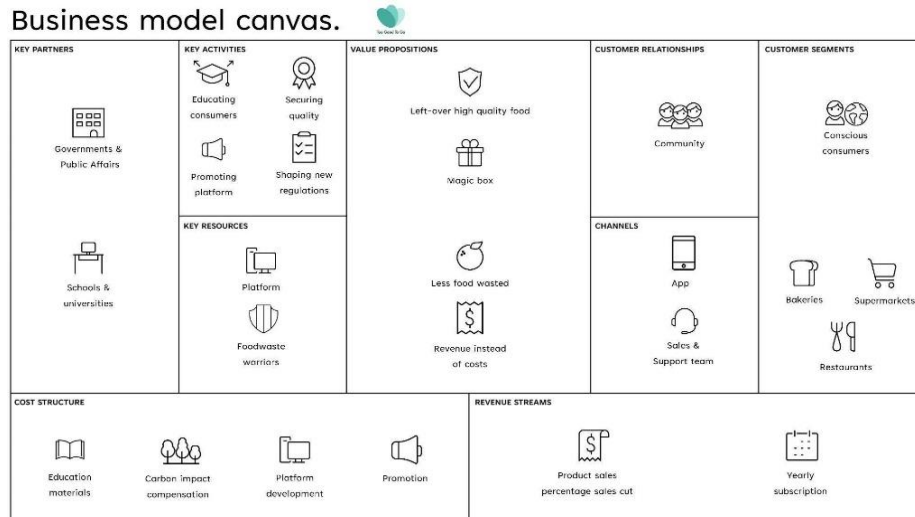 Business model canvas.
Too Good To Go
KEY PARTNERS
Governments &
Public Affairs
Schools &
universities
KEY ACTIVITIES
Educating
consumers
Securing
quality
Promoting
platform
Shaping new
regulations
KEY RESOURCES
Platform
Foodwaste
warriors
VALUE PROPOSITIONS
Left-over high quality food
Magic box
Less food wasted
Revenue instead
of costs
CUSTOMER RELATIONSHIPS
Community
CHANNELS
App
Sales &
Support team
CUSTOMER SEGMENTS
Conscious
consumers
Bakeries
Supermarkets
Restaurants
COST STRUCTURE
Education
materials
Carbon impact
compensation
Platform
development
Promotion
REVENUE STREAMS
Product sales
percentage sales cut
Yearly
subscription